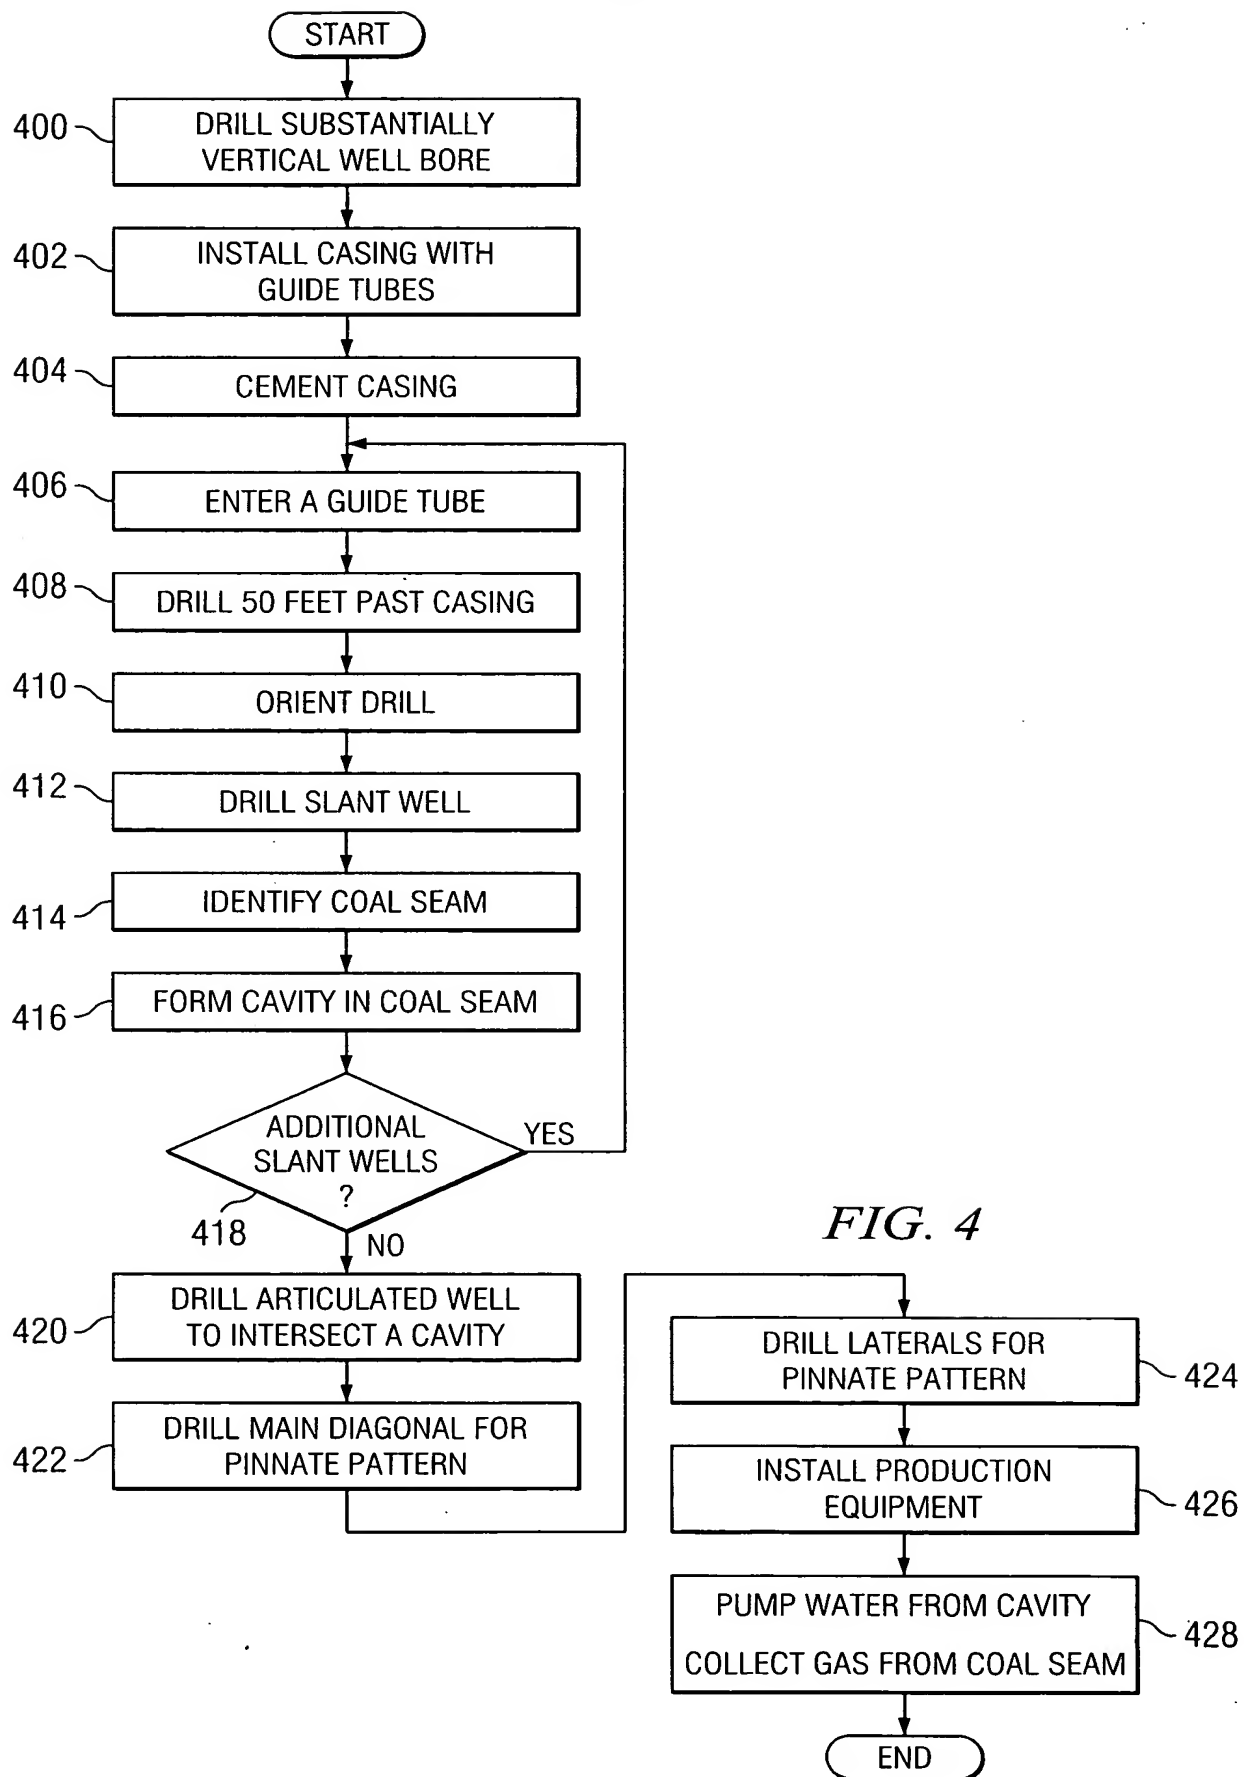 START
400
DRILL SUBSTANTIALLY
VERTICAL WELL BORE
402
INSTALL CASING WITH
GUIDE TUBES
404
CEMENT CASING
406
ENTER A GUIDE TUBE
408
DRILL 50 FEET PAST CASING
410
ORIENT DRILL
412
DRILL SLANT WELL
414
IDENTIFY COAL SEAM
416
FORM CAVITY IN COAL SEAM
ADDITIONAL
SLANT WELLS
?
YES
418
NO
420
DRILL ARTICULATED WELL
TO INTERSECT A CAVITY
422
DRILL MAIN DIAGONAL FOR
PINNATE PATTERN
FIG. 4
DRILL LATERALS FOR
PINNATE PATTERN
424
INSTALL PRODUCTION
EQUIPMENT
426
PUMP WATER FROM CAVITY
COLLECT GAS FROM COAL SEAM
428
END